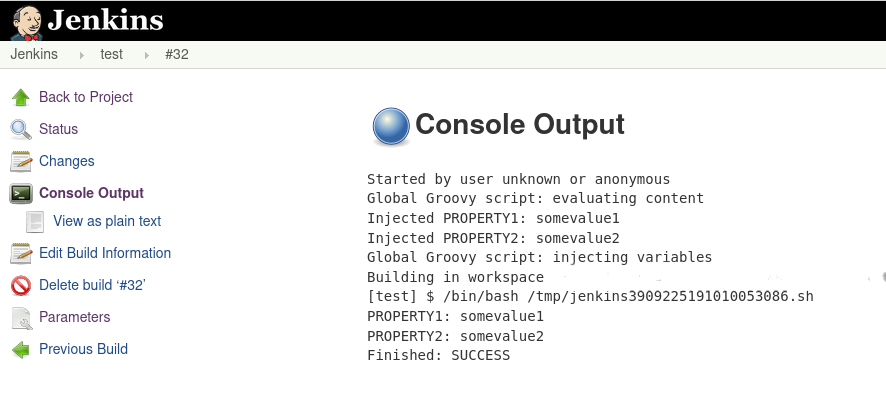 Jenkins
Jenkins test #32
Back to Project
Status
Changes
Console Output
View as plain text
Edit Build Information
Delete build ‘#32’
Parameters
Previous Build
Console Output
Started by user unknown or anonymous
Global Groovy script: evaluating content
Injected PROPERTY1: somevalue1
Injected PROPERTY2: somevalue2
Global Groovy script: injecting variables
Building in workspace
[test] $ /bin/bash /tmp/jenkins3909225191010053086.sh
PROPERTY1: somevalue1
PROPERTY2: somevalue2
Finished: SUCCESS